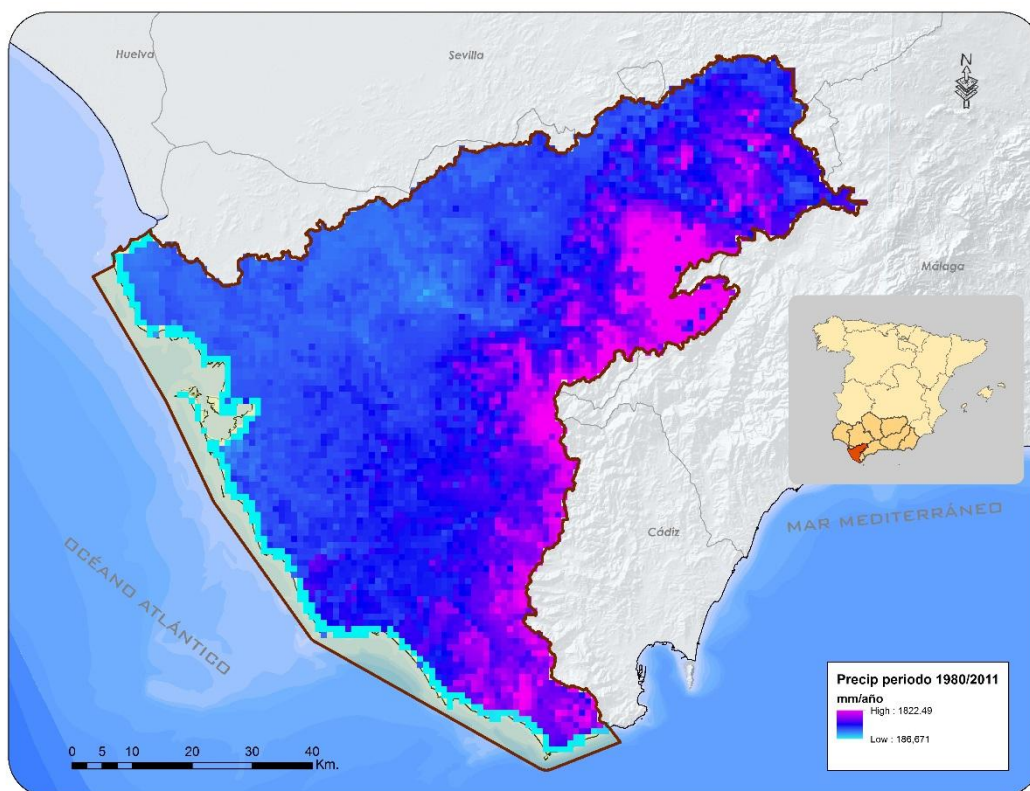 Huelva
Sevilla
N
Málaga
MAR MEDITERRÁNEO
Cádiz
OCÉANO ATLÁNTICO
Precip periodo 1980/2011
mm/año
High : 1822.49
Low : 186,671
0 5 10 20 30 40
Km.